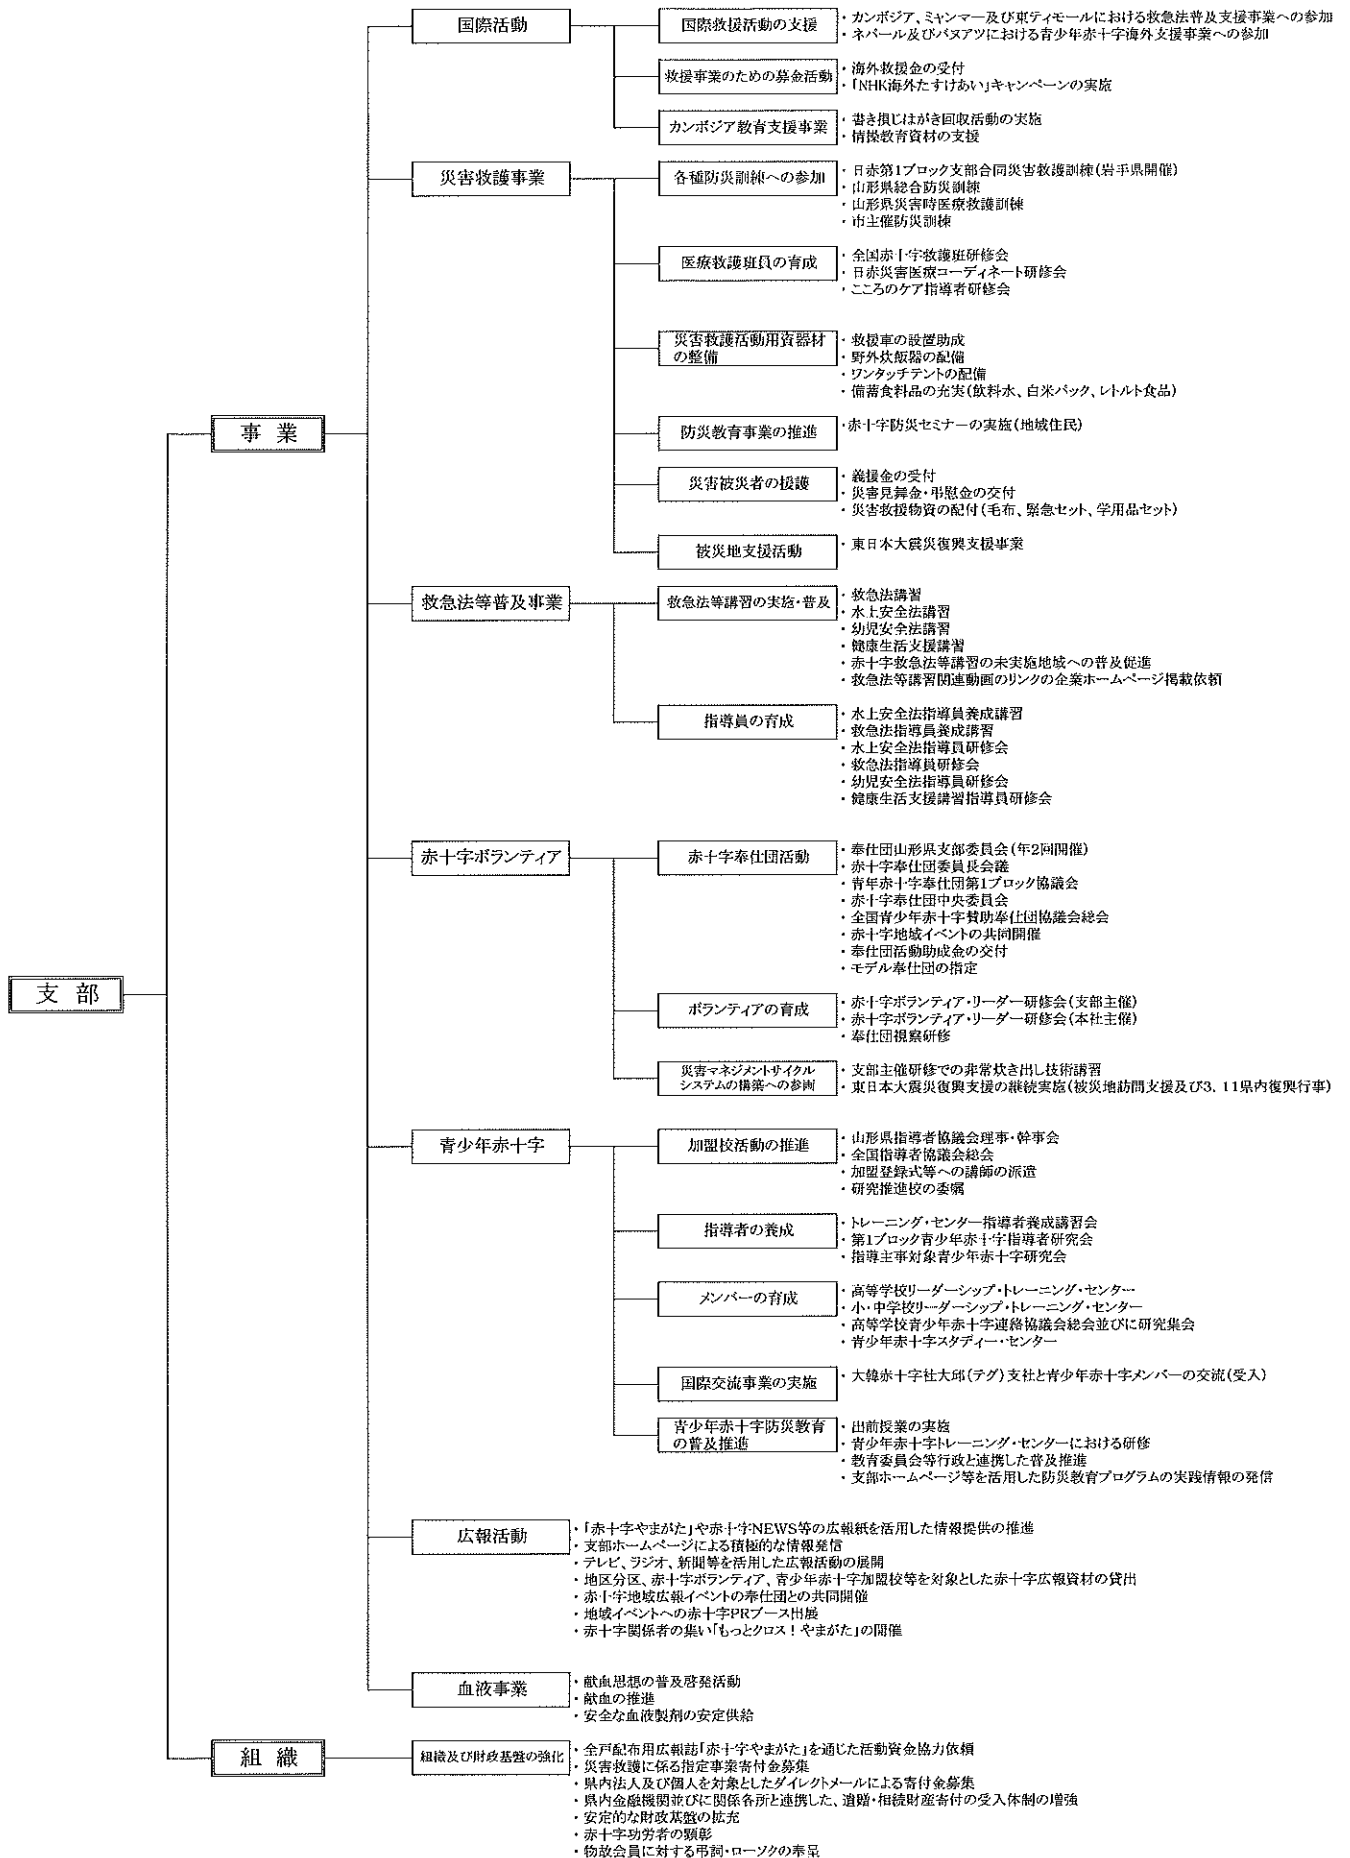 支部
事業
国際活動
国際救援活動の支援
・カンボジア、ミャンマー及び東ティモールにおける救急法普及支援事業への参加
・ネパール及びバヌアツにおける青少年赤十字海外支援事業への参加
救援事業のための募金活動
・海外救援金の受付
・「NHK海外たすけあい」キャンペーンの実施
カンボジア教育支援事業
・書き損じはがき回収活動の実施
・情操教育資材の支援
災害救護事業
各種防災訓練への参加
・日赤第1ブロック支部合同災害救護訓練(岩手県開催)
・山形県総合防災訓練
・山形県災害時医療救護訓練
・市主催防災訓練
医療救護班員の育成
・全国赤十字救護班研修会
・日赤災害医療コーディネート研修会
・こころのケア指導者研修会
災害救護活動用資器材
の整備
・救援車の設置助成
・野外炊飯器の配備
・ワンタッチテントの配備
・備蓄食料品の充実(飲料水、白米パック、レトルト食品)
防災教育事業の推進
・赤十字防災セミナーの実施(地域住民)
災害被災者の援護
・義援金の受付
・災害見舞金・弔慰金の交付
・災害救援物資の配付(毛布、緊急セット、学用品セット)
被災地支援活動
・東日本大震災復興支援事業
救急法等普及事業
救急法等講習の実施・普及
・救急法講習
・水上安全法講習
・幼児安全法講習
・健康生活支援講習
・赤十字救急法等講習の未実施地域への普及促進
・救急法等講習関連動画のリンクの企業ホームページ掲載依頼
指導員の育成
・水上安全法指導員養成講習
・救急法指導員養成講習
・水上安全法指導員研修会
・救急法指導員研修会
・幼児安全法指導員研修会
・健康生活支援講習指導員研修会
赤十字ボランティア
赤十字奉仕団活動
・奉仕団山形県支部委員会(年2回開催)
・赤十字奉仕団委員長会議
・青年赤十字奉仕団第1ブロック協議会
・赤十字奉仕団中央委員会
・全国青少年赤十字賛助奉仕団協議会総会
・赤十字地域イベントの共同開催
・奉仕団活動助成金の交付
・モデル奉仕団の指定
ボランティアの育成
・赤十字ボランティア・リーダー研修会(支部主催)
・赤十字ボランティア・リーダー研修会(本社主催)
・奉仕団視察研修
災害マネジメントサイクル
システムの構築への参画
・支部主催研修での非常炊き出し技術講習
・東日本大震災復興支援の継続実施(被災地訪問支援及び3、11県内復興行事)
青少年赤十字
加盟校活動の推進
・山形県指導者協議会理事・幹事会
・全国指導者協議会総会
・加盟登録式等への講師の派遣
・研究推進校の委嘱
指導者の養成
・トレーニング・センター指導者養成講習会
・第1ブロック青少年赤十字指導者研究会
・指導主事対象青少年赤十字研究会
メンバーの育成
・高等学校リーダーシップ・トレーニング・センター
・小・中学校リーダーシップ・トレーニング・センター
・高等学校青少年赤十字連絡協議会総会並びに研究集会
・青少年赤十字スタディー・センター
国際交流事業の実施
・大韓赤十字社大邱(テグ)支社と青少年赤十字メンバーの交流(受入)
青少年赤十字防災教育
の普及推進
・出前授業の実施
・青少年赤十字トレーニング・センターにおける研修
・教育委員会等行政と連携した普及推進
・支部ホームページ等を活用した防災教育プログラムの実践情報の発信
広報活動
・「赤十字やまがた」や赤十字NEWS等の広報紙を活用した情報提供の推進
・支部ホームページによる積極的な情報発信
・テレビ、ラジオ、新聞等を活用した広報活動の展開
・地区分区、赤十字ボランティア、青少年赤十字加盟校等を対象とした赤十字広報資材の貸出
・赤十字地域広報イベントの奉仕団との共同開催
・地域イベントへの赤十字PRブース出展
・赤十字関係者の集い「もっとクロス！やまがた」の開催
血液事業
・献血思想の普及啓発活動
・献血の推進
・安全な血液製剤の安定供給
組織
組織及び財政基盤の強化
・全戸配布用広報誌「赤十字やまがた」を通じた活動資金協力依頼
・災害救護に係る指定事業寄付金募集
・県内法人及び個人を対象としたダイレクトメールによる寄付金募集
・県内金融機関並びに関係各所と連携した、遺贈・相続財産寄付の受入体制の増強
・安定的な財政基盤の拡充
・赤十字功労者の顕彰
・物故会員に対する弔詞・ローソクの奉呈